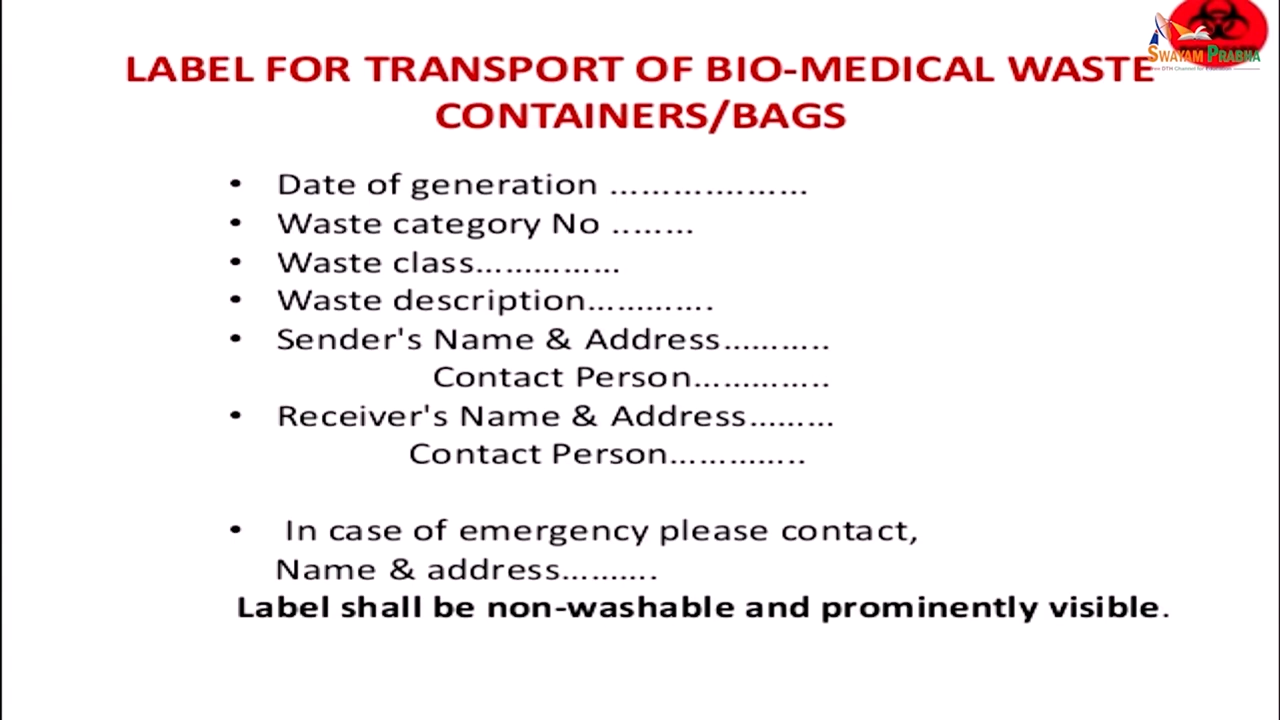 LABEL FOR TRANSPORT OF BIO-MEDICAL WASTE
CONTAINERS/BAGS
SWAYAM PRABHA
• Date of generation ...................
• Waste category No ........
• Waste class...............
• Waste description.............
• Sender's Name & Address...........
Contact Person..............
• Receiver's Name & Address.........
Contact Person..............
• In case of emergency please contact,
Name & address..........
Label shall be non-washable and prominently visible.